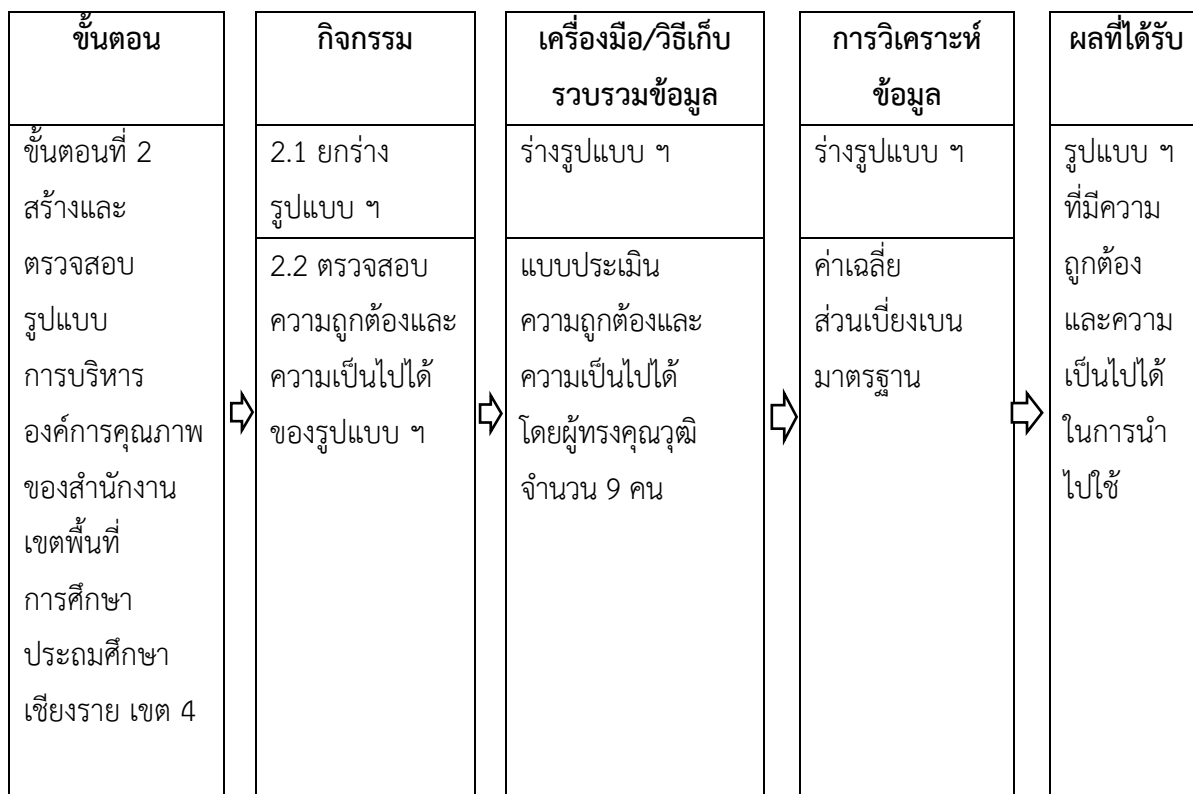 ขั้นตอน
กิจกรรม
เครื่องมือ/วิธีเก็บ
รวบรวมข้อมูล
การวิเคราะห์
ข้อมูล
ผลที่ได้รับ
ขั้นตอนที่ 2
สร้างและ
ตรวจสอบ
รูปแบบ
การบริหาร
องค์การคุณภาพ
ของสำนักงาน
เขตพื้นที่
การศึกษา
ประถมศึกษา
เชียงราย เขต 4
2.1 ยกร่าง
รูปแบบ ฯ
2.2 ตรวจสอบ
ความถูกต้องและ
ความเป็นไปได้
ของรูปแบบ ฯ
ร่างรูปแบบ ฯ
แบบประเมิน
ความถูกต้องและ
ความเป็นไปได้
โดยผู้ทรงคุณวุฒิ
จำนวน 9 คน
ร่างรูปแบบ ฯ
ค่าเฉลี่ย
ส่วนเบี่ยงเบน
มาตรฐาน
รูปแบบ ฯ
ที่มีความ
ถูกต้อง
และความ
เป็นไปได้
ในการนำ
ไปใช้